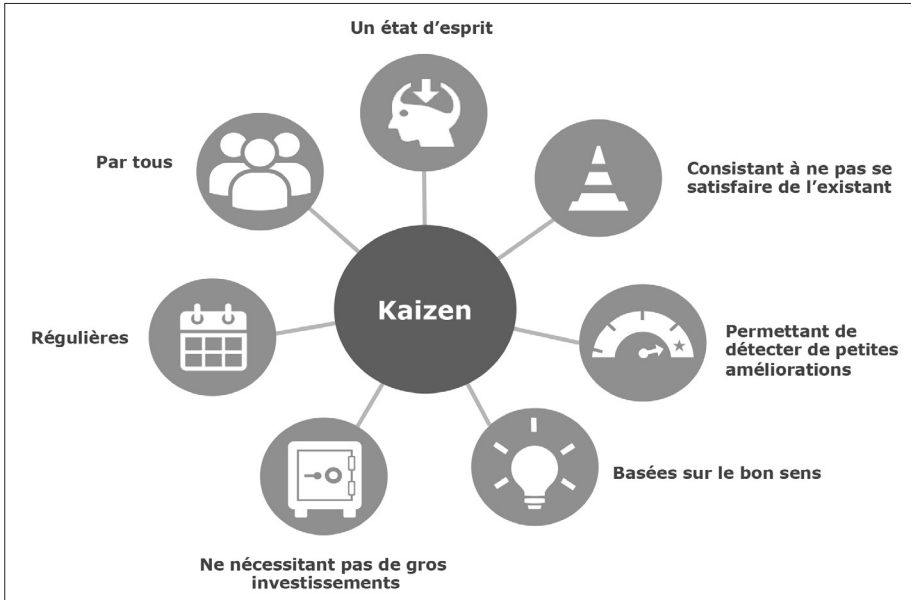 Un état d’esprit
Consistant à ne pas se
satisfaire de l’existant
Permettant de
détecter de petites
améliorations
Basées sur le bon sens
Ne nécessitant pas de gros
investissements
Régulières
Par tous
Kaizen